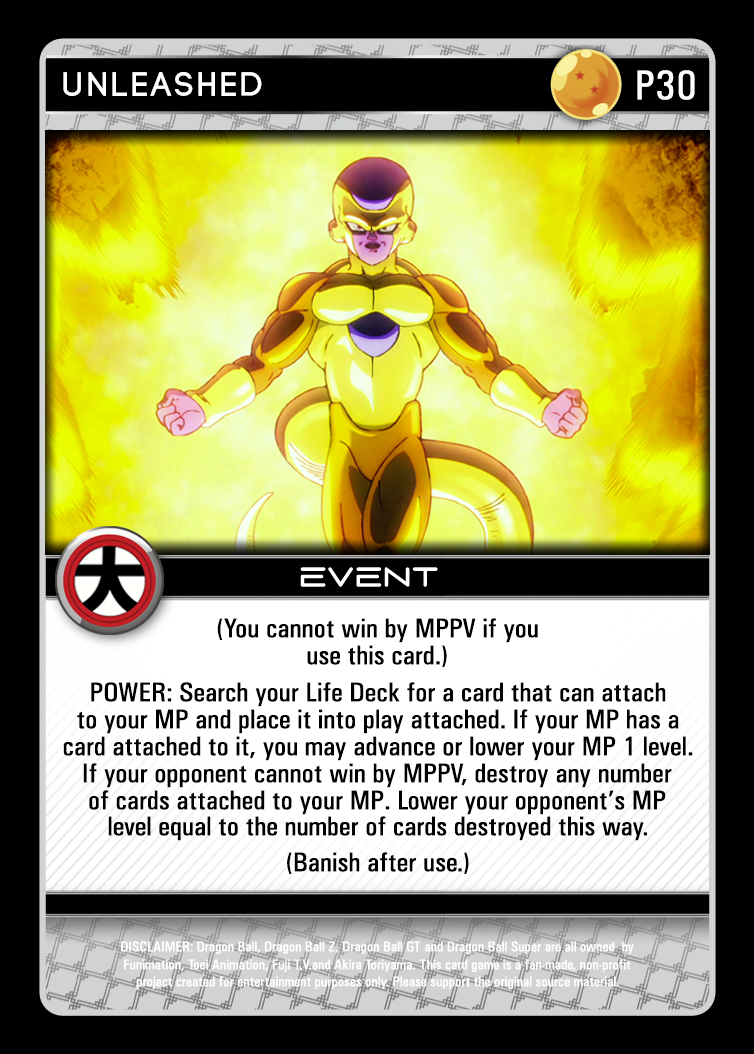 UNLEASHED
P30
大
EVENT
(You cannot win by MPPV if you
use this card.)
POWER: Search your Life Deck for a card that can attach
to your MP and place it into play attached. If your MP has a
card attached to it, you may advance or lower your MP 1 level.
If your opponent cannot win by MPPV, destroy any number
of cards attached to your MP. Lower your opponent's MP
level equal to the number of cards destroyed this way.
(Banish after use.)
DISCLAIMER: Dragon Ball, Dragon Ball Z, Dragon Ball GT and Dragon Ball Super are all owned by
Funimation, Toei Animation, Fuji T.V.and Akira Toriyama. This card game is a fan-made, non-profit
project created for entertainment purposes only. Please support the original source material.